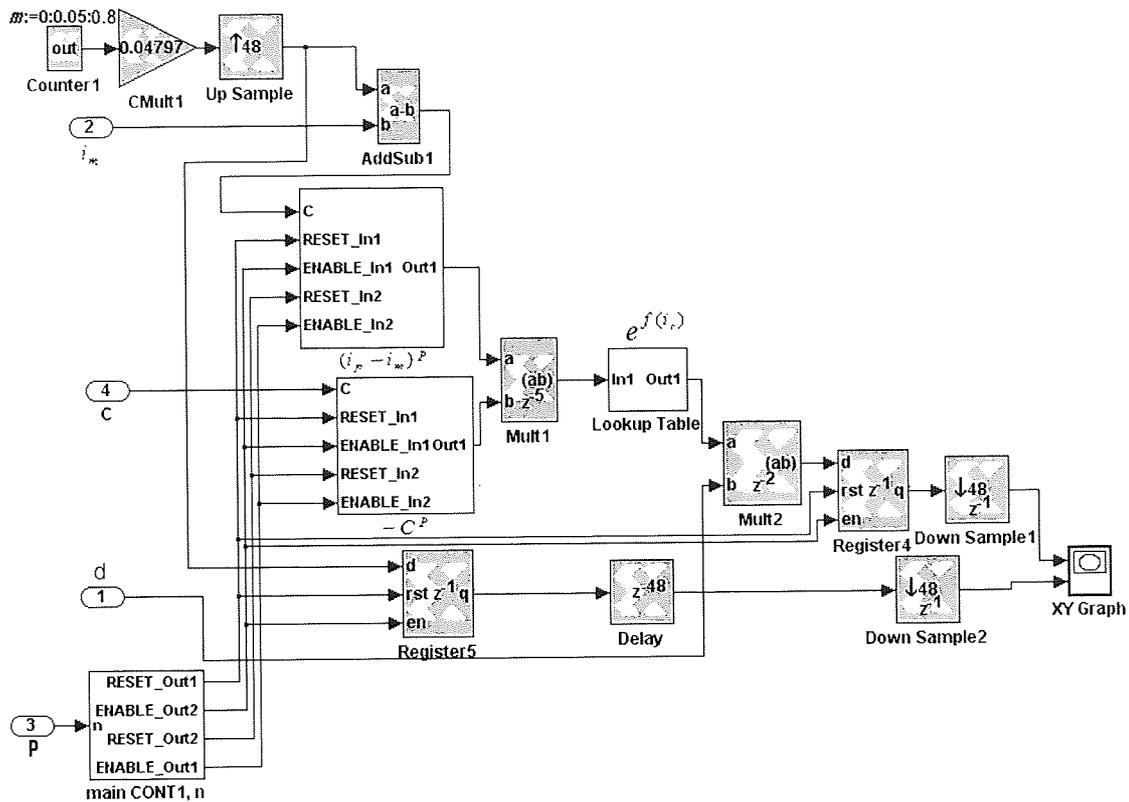 m:=0:0.05:0.8
out
Counter1
0.04797
CMult1
↑48
Up Sample
2
i_m
a
a-b
b
AddSub1
C
RESET_In1
ENABLE_In1 Out1
RESET_In2
ENABLE_In2
(i_p - i_m)^P
4
C
C
RESET_In1
ENABLE_In1 Out1
RESET_In2
ENABLE_In2
- C^P
a
(ab)
b z^-5
Mult1
e^f(i_c)
In1 Out1
Lookup Table
a
(ab)
b z^-2
Mult2
d
rst z^-1 q
en
Register4
↓48
z^-1
Down Sample1
XY Graph
d
1
d
rst z^-1 q
en
Register5
z^-48
Delay
↓48
z^-1
Down Sample2
3
P
n
RESET_Out1
ENABLE_Out2
RESET_Out2
ENABLE_Out1
main CONT1, n